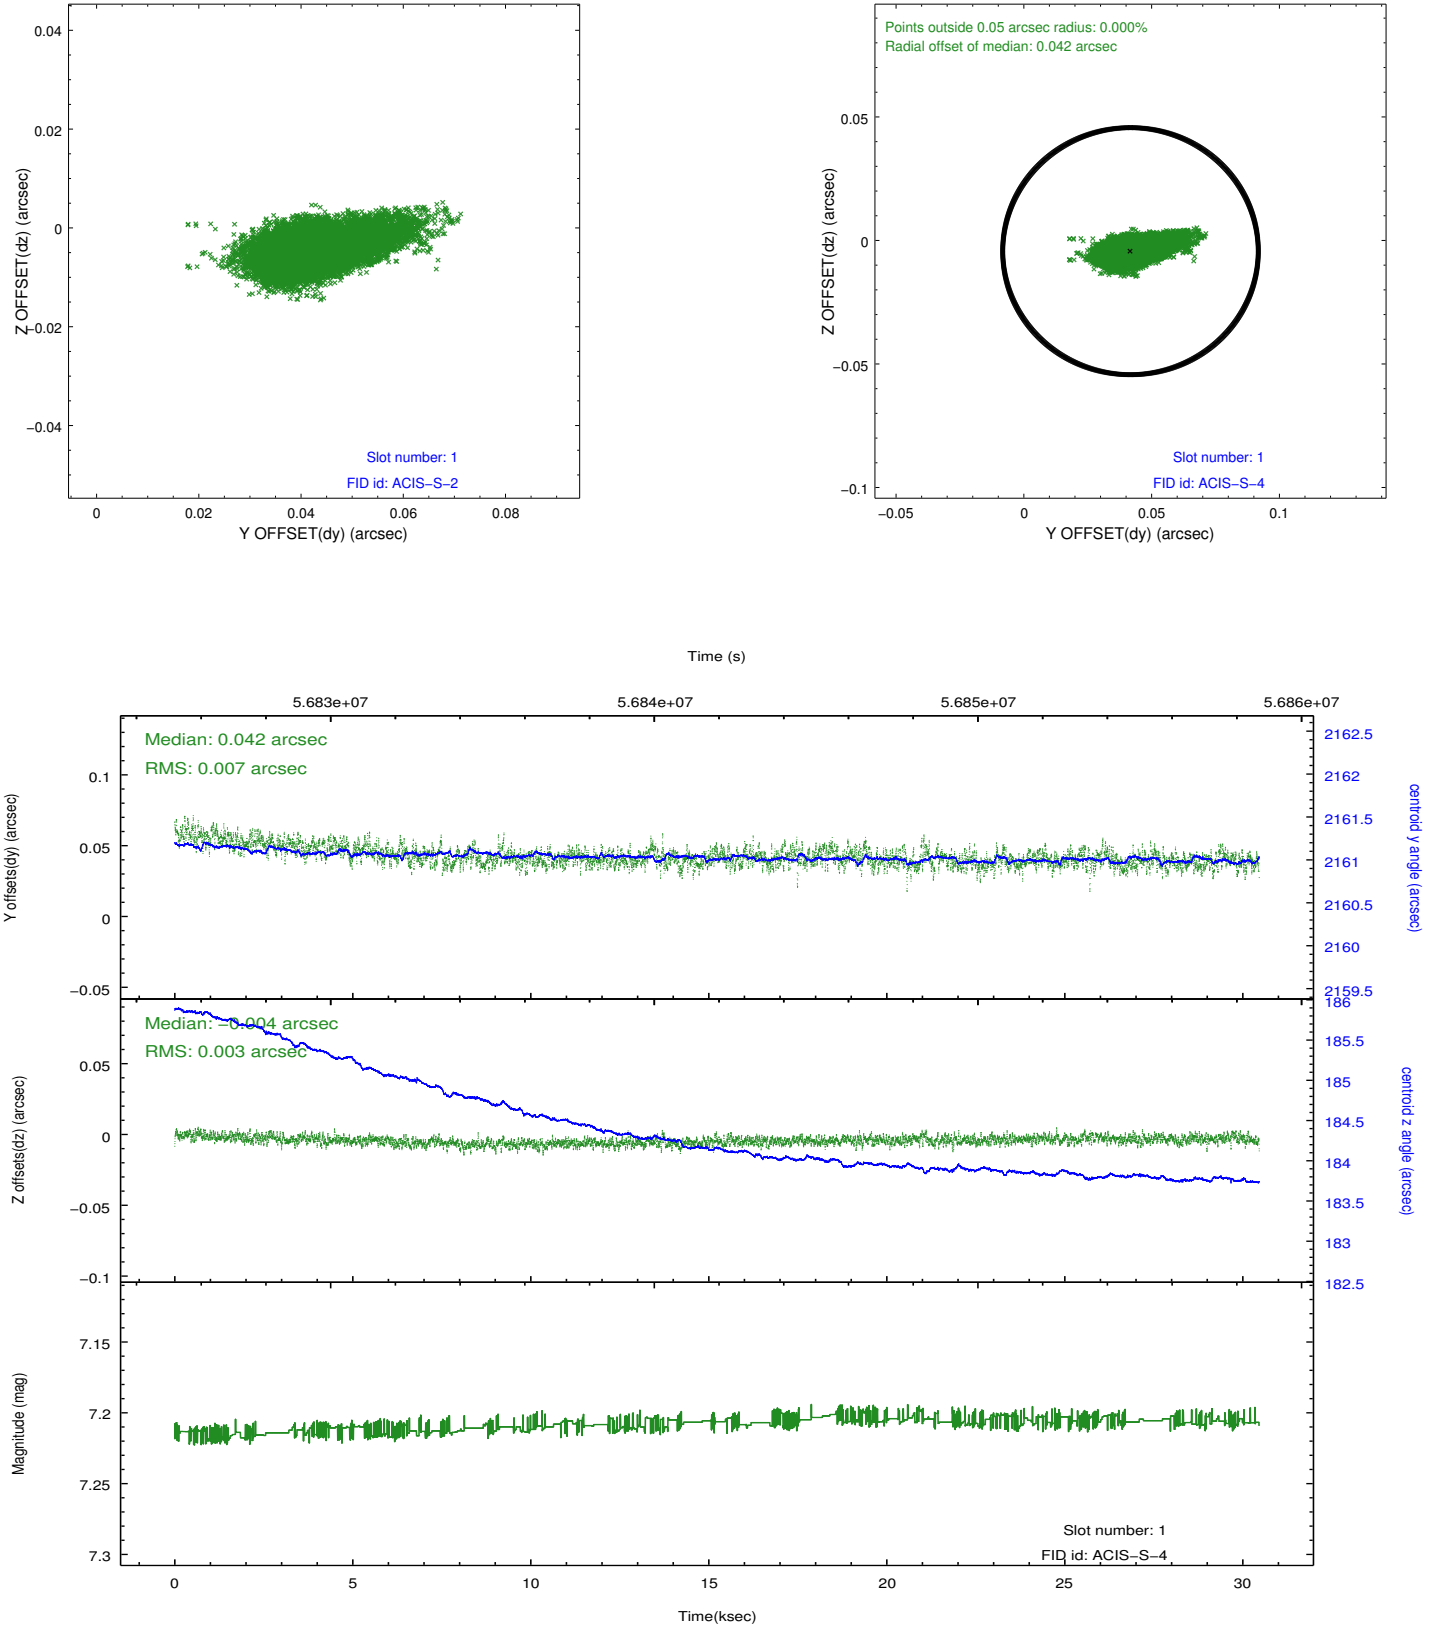 0.04
0.02
0
−0.02
−0.04
Z OFFSET(dz) (arcsec)
Slot number: 1
FID id: ACIS−S−2
0 0.02 0.04 0.06 0.08
Y OFFSET(dy) (arcsec)
Points outside 0.05 arcsec radius: 0.000%
Radial offset of median: 0.042 arcsec
0.05
0
−0.05
−0.1
Z OFFSET(dz) (arcsec)
Slot number: 1
FID id: ACIS−S−4
−0.05 0 0.05 0.1
Y OFFSET(dy) (arcsec)
Time (s)
5.683e+07 5.684e+07 5.685e+07 5.686e+07
Median: 0.042 arcsec
RMS: 0.007 arcsec
0.1
0.05
0
−0.05
Y offsets(dy) (arcsec)
2162.5
2162
2161.5
2161
2160.5
2160
2159.5
centroid y angle (arcsec)
Median: −0.004 arcsec
RMS: 0.003 arcsec
0.05
0
−0.05
−0.1
Z offsets(dz) (arcsec)
186
185.5
185
184.5
184
183.5
183
182.5
centroid z angle (arcsec)
7.15
7.2
7.25
7.3
Magnitude (mag)
Slot number: 1
FID id: ACIS−S−4
0 5 10 15 20 25 30
Time(ksec)